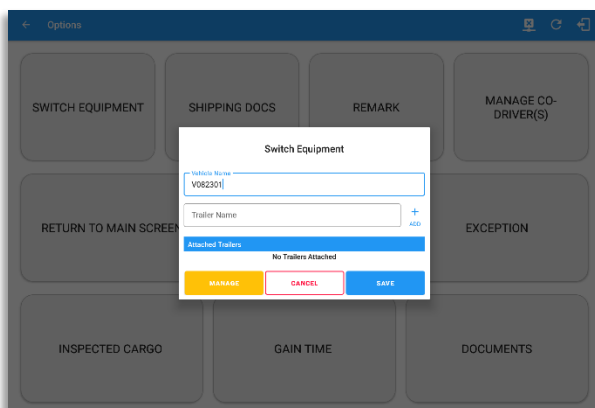 Options
SWITCH EQUIPMENT
SHIPPING DOCS
REMARK
MANAGE CO-
DRIVER(S)
Switch Equipment
Vehicle Name
V082301
Trailer Name
+
ADD
Attached Trailers
No Trailers Attached
MANAGE
CANCEL
SAVE
RETURN TO MAIN SCREEN
EXCEPTION
INSPECTED CARGO
GAIN TIME
DOCUMENTS